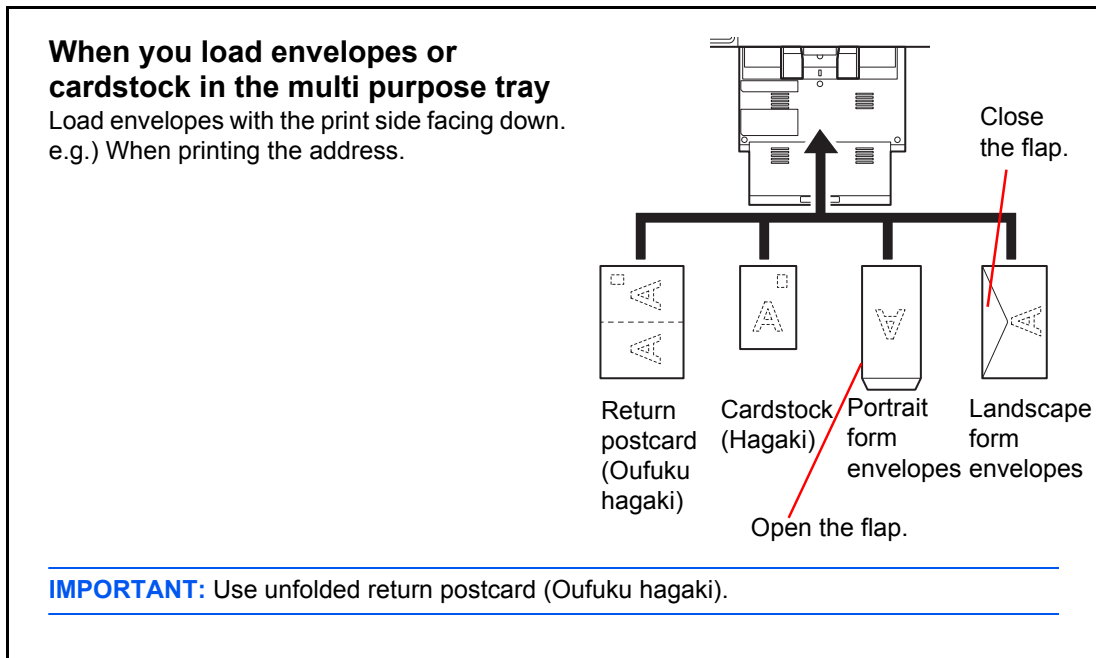 When you load envelopes or
cardstock in the multi purpose tray
Load envelopes with the print side facing down.
e.g.) When printing the address.
Close
the flap.
A
A
A
A
A
Return
postcard
(Oufuku
hagaki)
Cardstock
(Hagaki)
Portrait
form
envelopes
Landscape
form
envelopes
Open the flap.
IMPORTANT: Use unfolded return postcard (Oufuku hagaki).